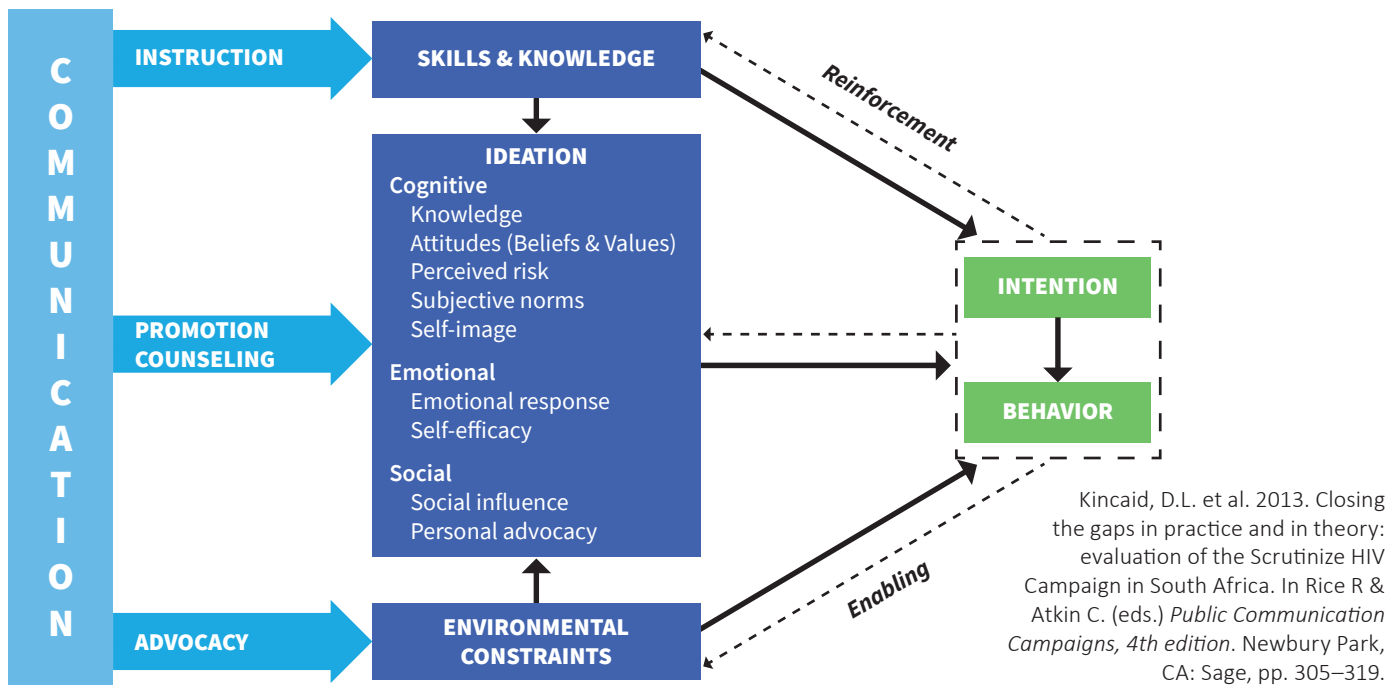 COMMUNICATION
INSTRUCTION
SKILLS & KNOWLEDGE
Reinforcement
IDEATION
Cognitive
Knowledge
Attitudes (Beliefs & Values)
Perceived risk
Subjective norms
Self-image
PROMOTION
COUNSELING
Emotional
Emotional response
Self-efficacy
Social
Social influence
Personal advocacy
INTENTION
BEHAVIOR
ADVOCACY
ENVIRONMENTAL
CONSTRAINTS
Enabling
Kincaid, D.L. et al. 2013. Closing
the gaps in practice and in theory:
evaluation of the Scrutinize HIV
Campaign in South Africa. In Rice R &
Atkin C. (eds.) Public Communication
Campaigns, 4th edition. Newbury Park,
CA: Sage, pp. 305–319.